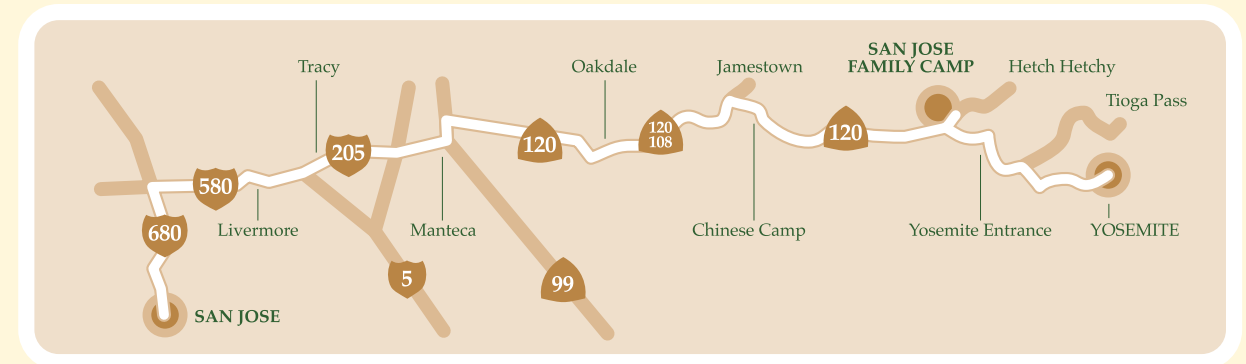 SAN JOSE
FAMILY CAMP
Tracy
Oakdale
Jamestown
Hetch Hetchy
Tioga Pass
205
120
120
108
120
580
680
Livermore
Manteca
Chinese Camp
Yosemite Entrance
YOSEMITE
5
99
SAN JOSE